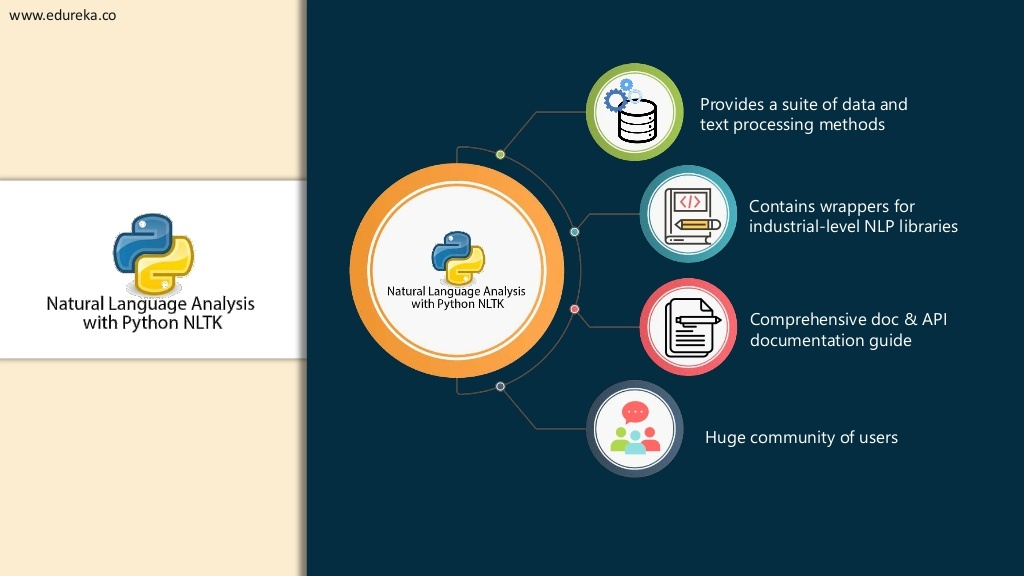 www.edureka.co
Natural Language Analysis
with Python NLTK
Natural Language Analysis
with Python NLTK
Provides a suite of data and
text processing methods
</>
Contains wrappers for
industrial-level NLP libraries
Comprehensive doc & API
documentation guide
Huge community of users